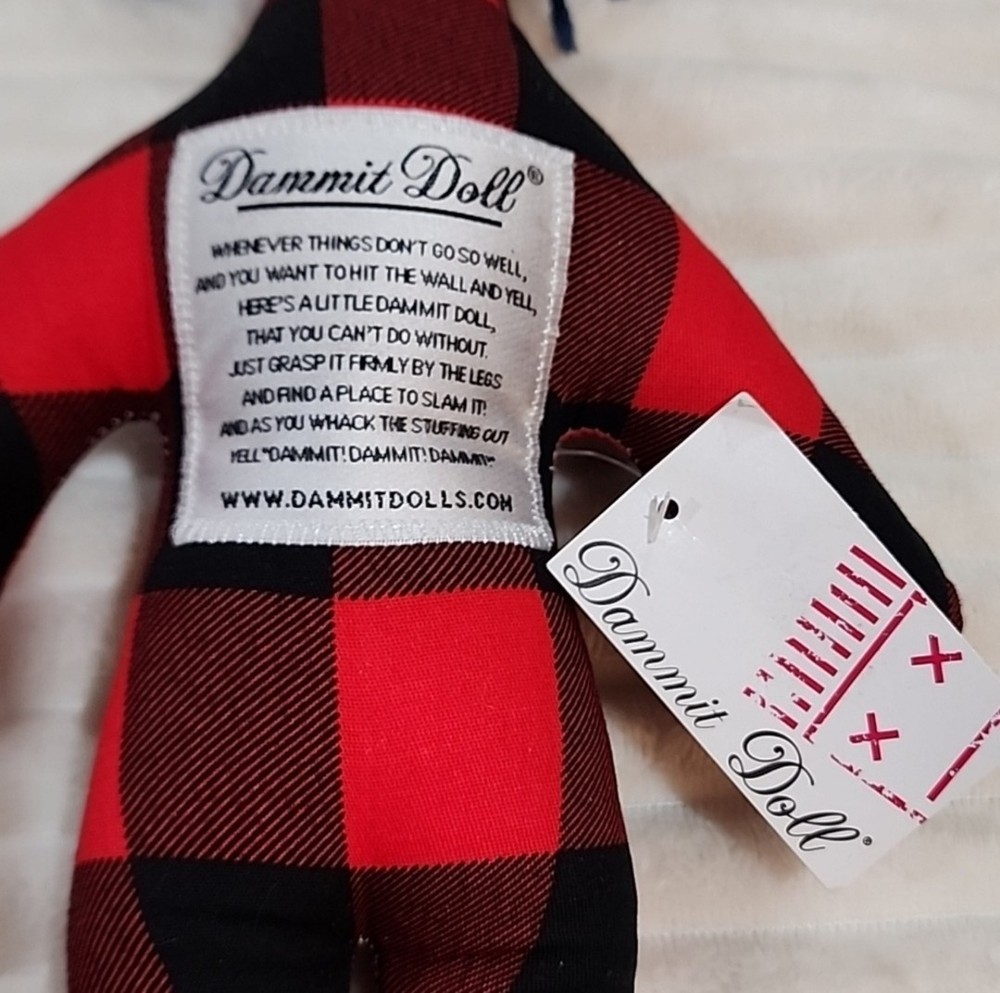 Dammit Doll®
WHENEVER THINGS DON'T GO SO WELL,
AND YOU WANT TO HIT THE WALL AND YELL,
HERE'S A LITTLE DAMMIT DOLL,
THAT YOU CAN'T DO WITHOUT.
JUST GRASP IT FIRMLY BY THE LEGS
AND FIND A PLACE TO SLAM IT!
AND AS YOU WHACK THE STUFFING OUT
YELL "DAMMIT! DAMMIT! DAMMIT!"
WWW.DAMMITDOLLS.COM
Dammit Doll®